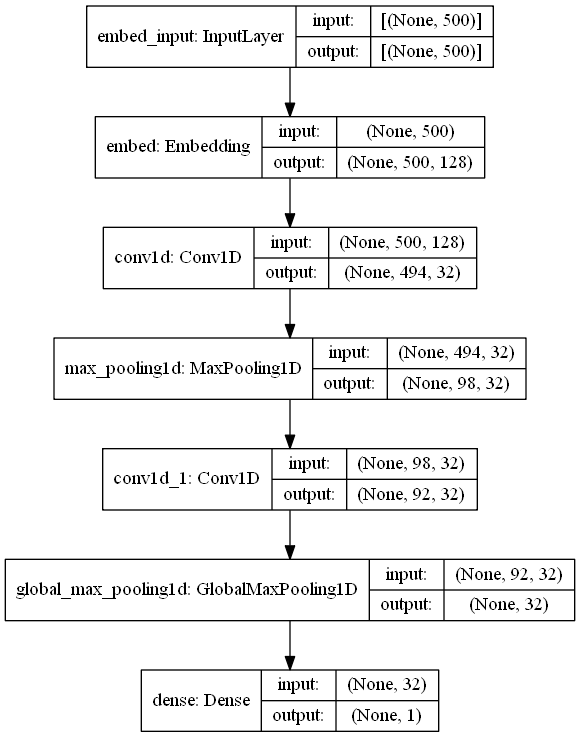 embed_input: InputLayer
input: [(None, 500)]
output: [(None, 500)]
embed: Embedding
input: (None, 500)
output: (None, 500, 128)
conv1d: Conv1D
input: (None, 500, 128)
output: (None, 494, 32)
max_pooling1d: MaxPooling1D
input: (None, 494, 32)
output: (None, 98, 32)
conv1d_1: Conv1D
input: (None, 98, 32)
output: (None, 92, 32)
global_max_pooling1d: GlobalMaxPooling1D
input: (None, 92, 32)
output: (None, 32)
dense: Dense
input: (None, 32)
output: (None, 1)